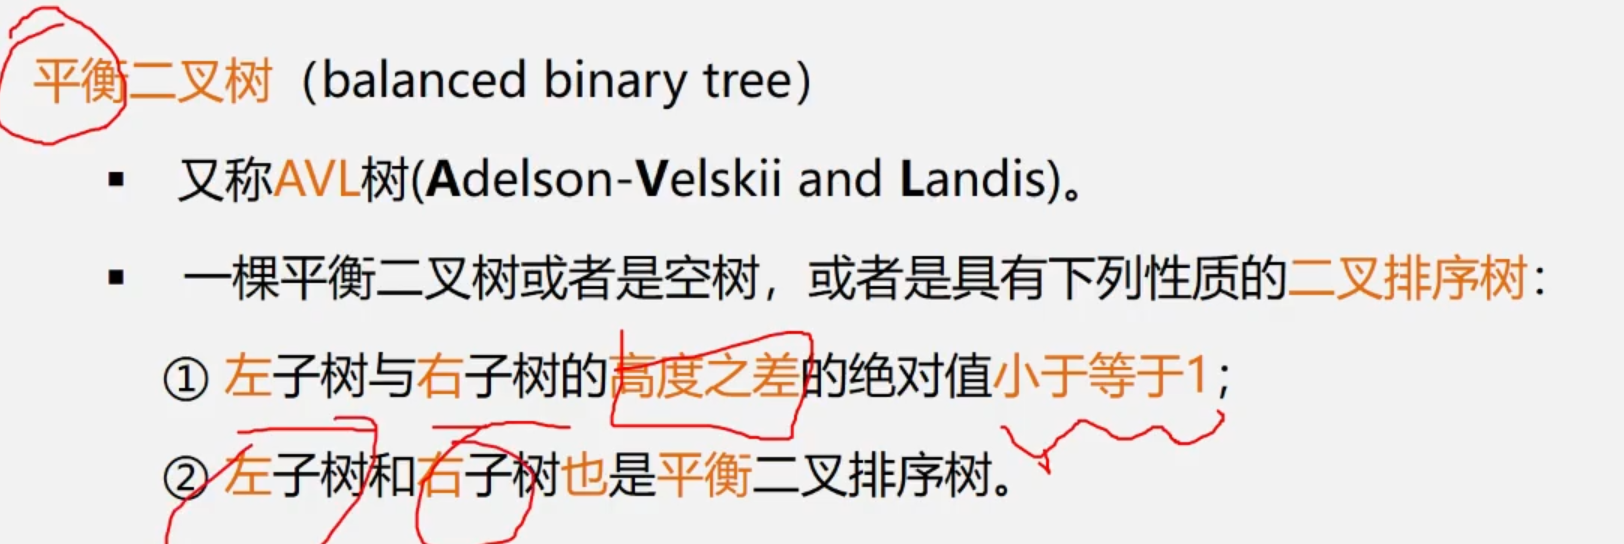 平衡二叉树（balanced binary tree）
▪ 又称AVL树(Adelson-Velskii and Landis)。
▪ 一棵平衡二叉树或者是空树，或者是具有下列性质的二叉排序树：
① 左子树与右子树的高度之差的绝对值小于等于1；
② 左子树和右子树也是平衡二叉排序树。